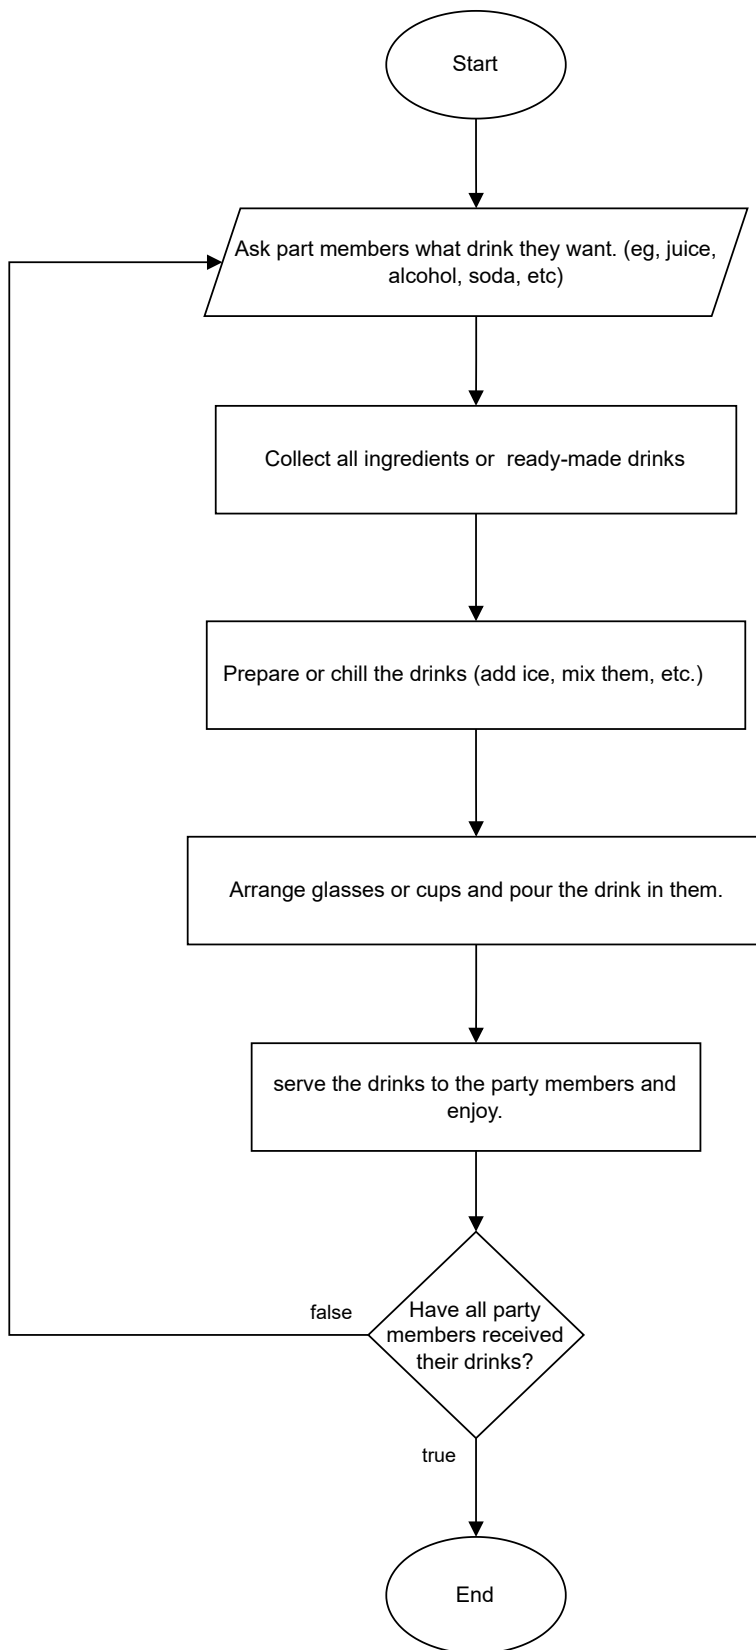 Start
Ask part members what drink they want. (eg, juice,
alcohol, soda, etc)
Collect all ingredients or  ready-made drinks
Prepare or chill the drinks (add ice, mix them, etc.)
Arrange glasses or cups and pour the drink in them.
serve the drinks to the party members and
enjoy.
false
Have all party
members received
their drinks?
true
End